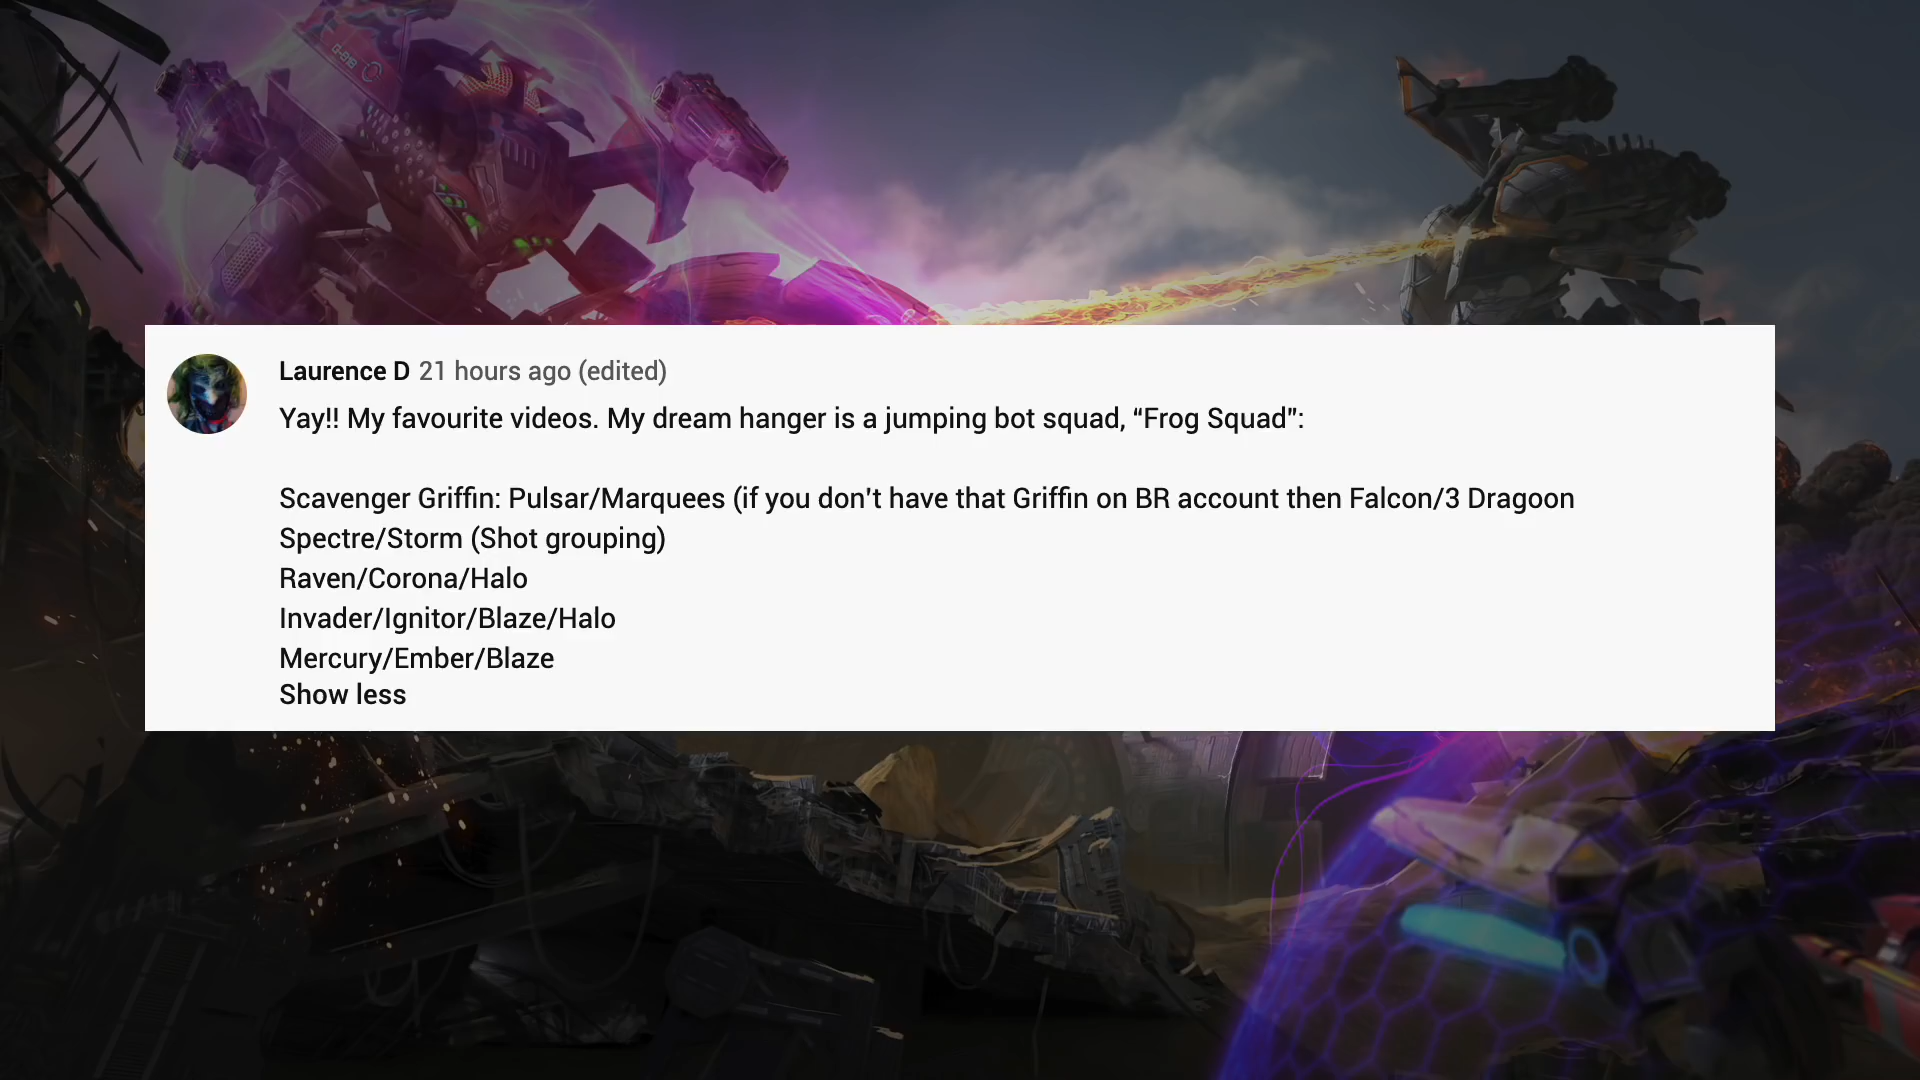 G-01B
Laurence D 21 hours ago (edited)
Yay!! My favourite videos. My dream hanger is a jumping bot squad, “Frog Squad”:
Scavenger Griffin: Pulsar/Marquees (if you don't have that Griffin on BR account then Falcon/3 Dragoon
Spectre/Storm (Shot grouping)
Raven/Corona/Halo
Invader/Ignitor/Blaze/Halo
Mercury/Ember/Blaze
Show less